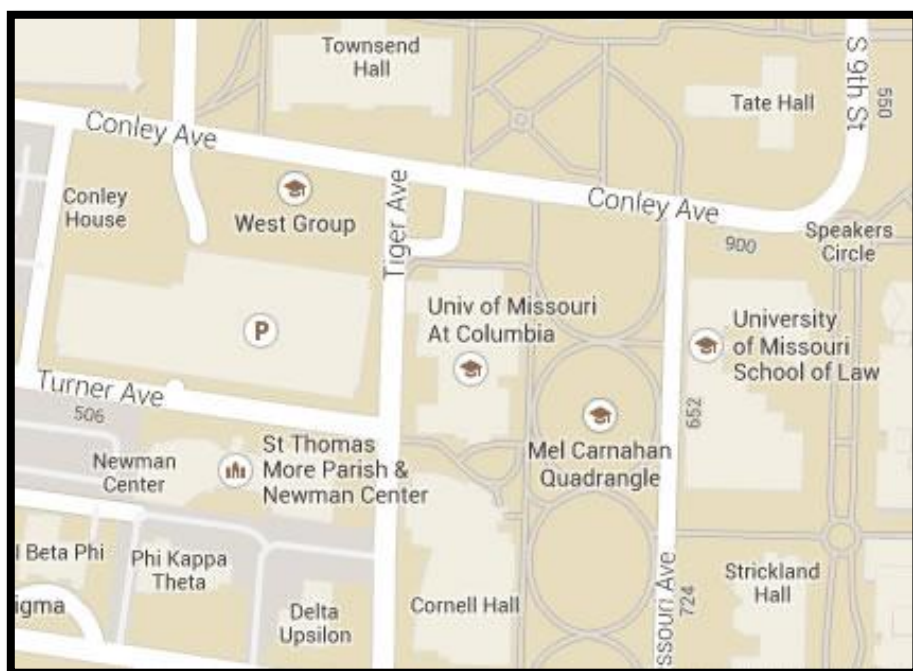 Townsend
Hall
Tate Hall
S 9th St
550
Conley Ave
Conley
House
West Group
Tiger Ave
Conley Ave
900
Speakers
Circle
Univ of Missouri
At Columbia
P
University
of Missouri
School of Law
Turner Ave
506
652
St Thomas
More Parish &
Newman Center
Newman
Center
Mel Carnahan
Quadrangle
l Beta Phi
Phi Kappa
Theta
igma
Delta
Upsilon
Cornell Hall
ssouri Ave
724
Strickland
Hall